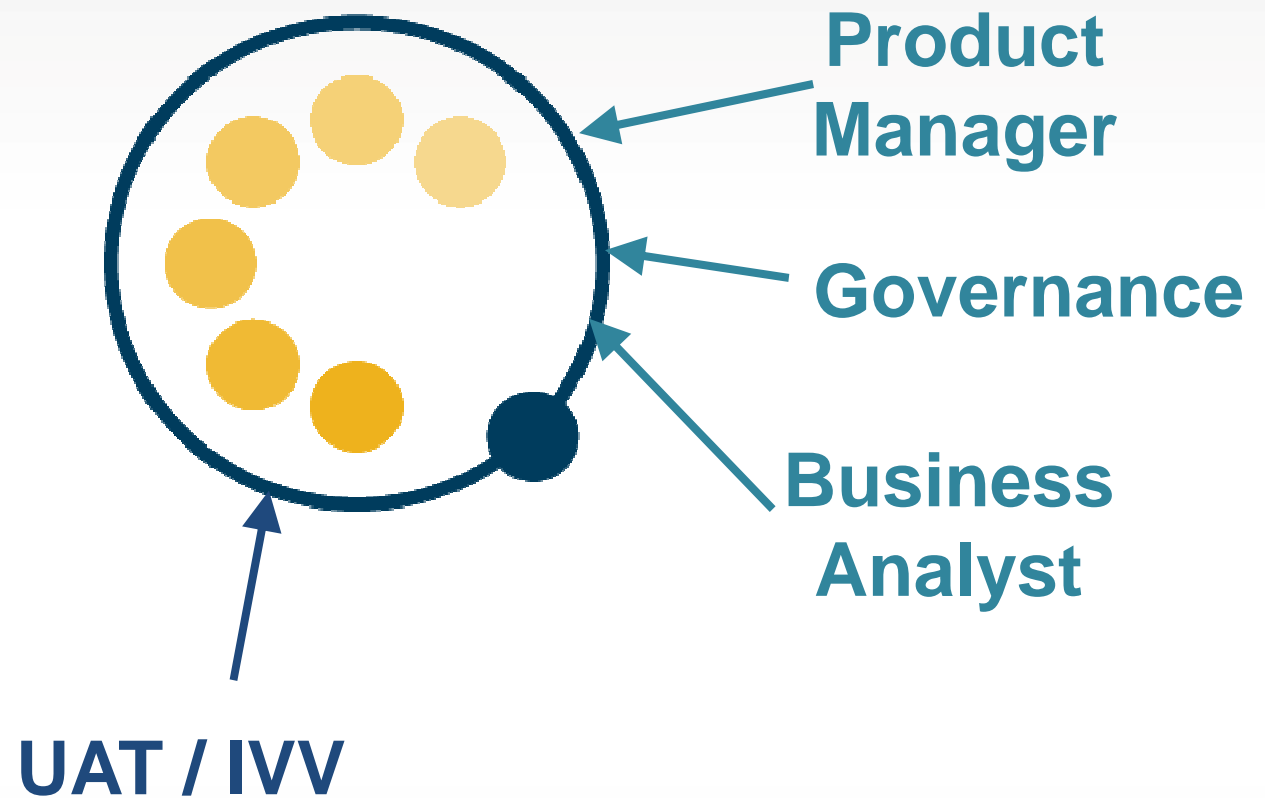 Product
Manager
Governance
Business
Analyst
UAT / IVV